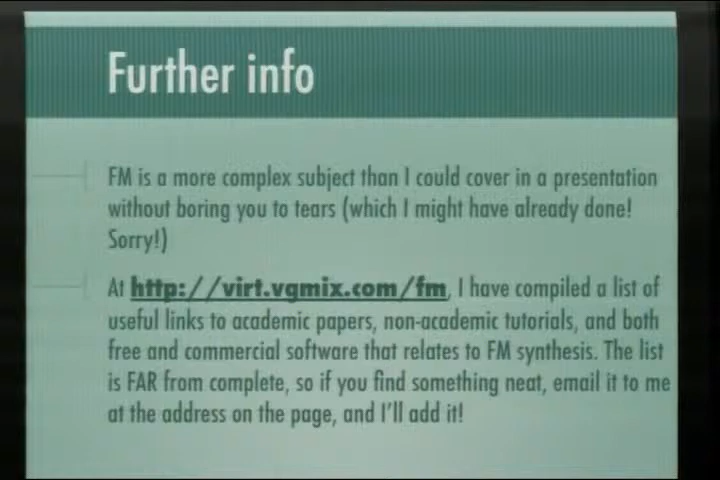 Further info
FM is a more complex subject than I could cover in a presentation
without boring you to tears (which I might have already done!
Sorry!)
At http://virt.vgmix.com/fm, I have compiled a list of
useful links to academic papers, non-academic tutorials, and both
free and commercial software that relates to FM synthesis. The list
is FAR from complete, so if you find something neat, email it to me
at the address on the page, and I'll add it!